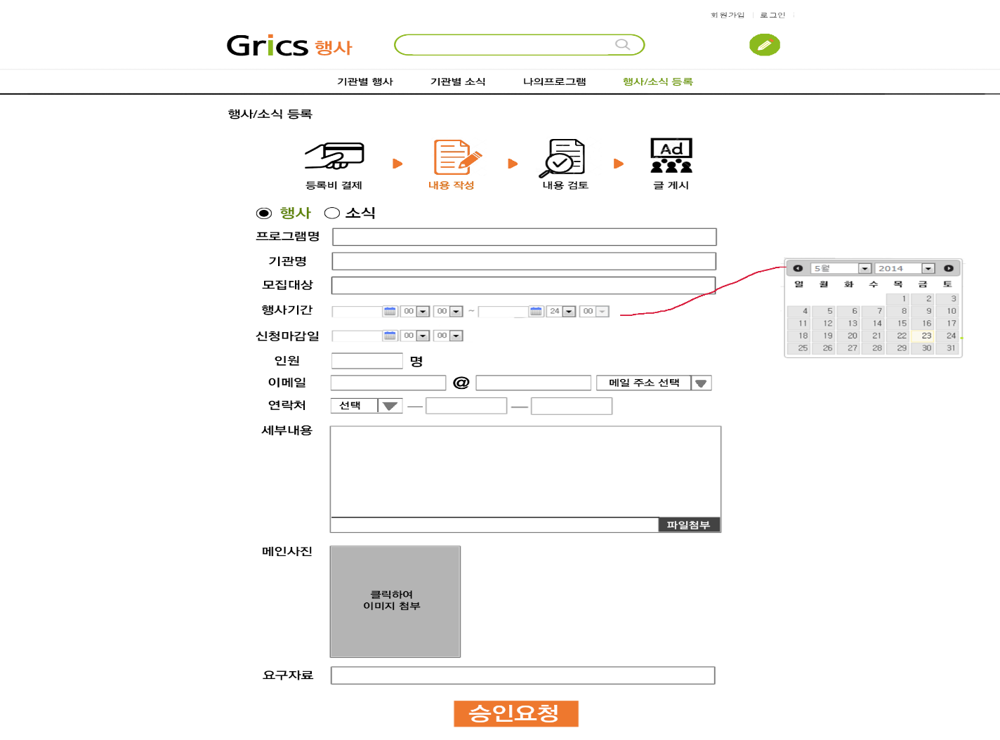 회원가입 로그인
Grics 행사
기관별 행사 기관별 소식 나의프로그램 행사/소식 등록
행사/소식 등록
Ad
등록비 결제 내용 작성 내용 검토 글 게시
행사 소식
프로그램명
기관명
모집대상
행사기간 00 00 ~ 24 00
신청마감일 00 00
인원 명
이메일 @ 메일 주소 선택
연락처 선택 — —
세부내용
파일첨부
메인사진
클릭하여
이미지 첨부
요구자료
승인요청
5월 2014
일 월 화 수 목 금 토
1 2 3
4 5 6 7 8 9 10
11 12 13 14 15 16 17
18 19 20 21 22 23 24
25 26 27 28 29 30 31